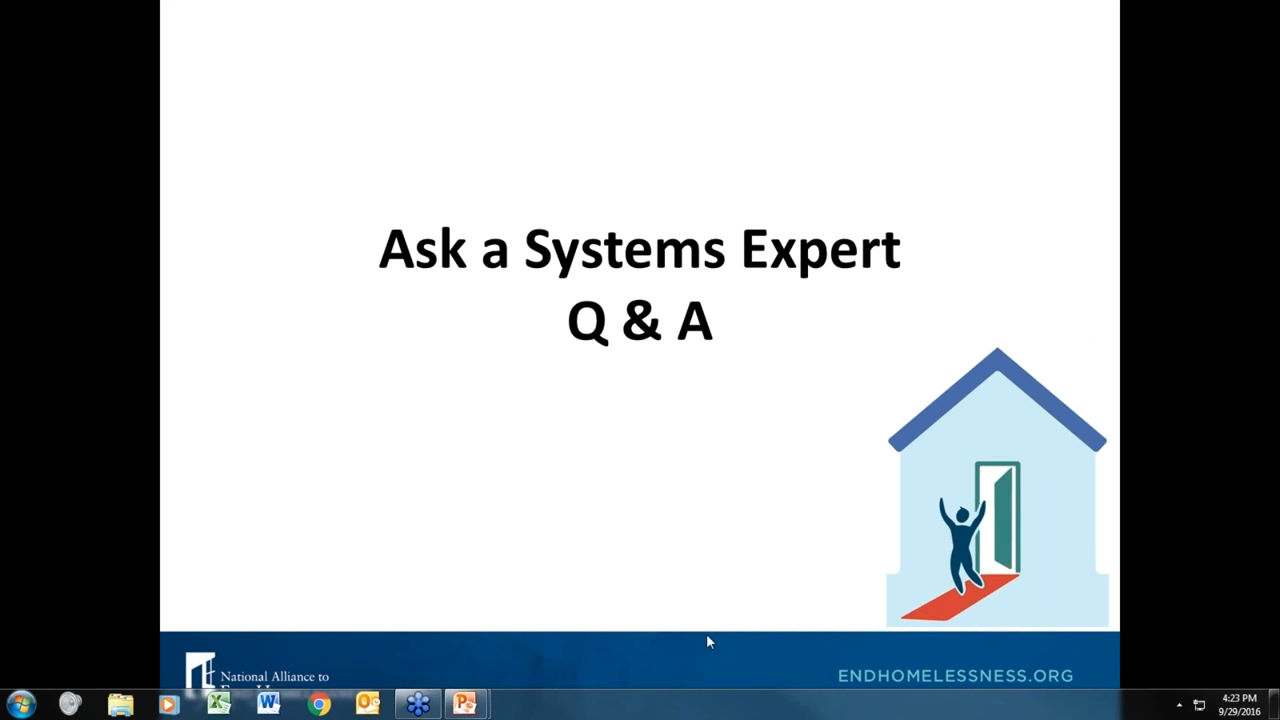 Ask a Systems Expert
Q & A
National Alliance to
ENDHOMELESSNESS.ORG
4:23 PM
9/29/2016